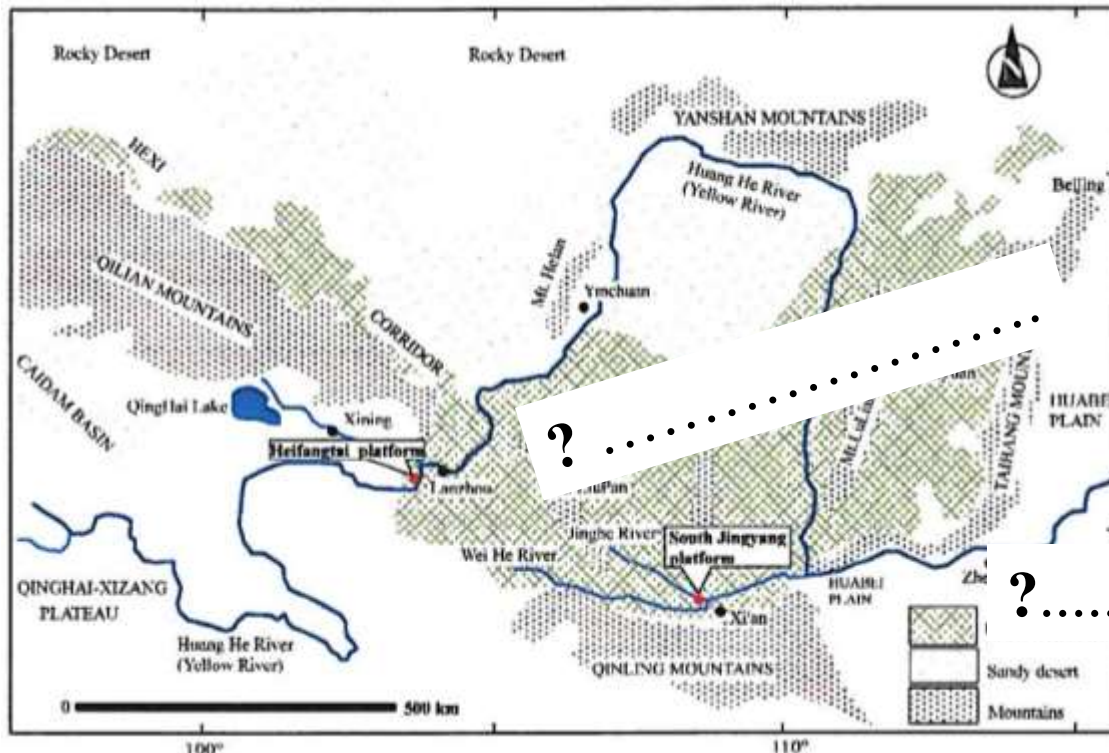 Rocky Desert
Rocky Desert
N
YANSHAN MOUNTAINS
HEXI
Huang He River
(Yellow River)
Beijing
QILIAN MOUNTAINS
Mt. Helan
Ymchuam
CORRIDOR
CAIDAM BASIN
QingHai Lake
Xining
? ....................
HUABEI
PLAIN
TAIHANG MOUNT
Heifangtai platform
Lanzhou
Jinghe River
South Jingyang
platform
Wei He River
QINGHAI-XIZANG
PLATEAU
HUABEI
PLAIN
? .....
Xi'an
Huang He River
(Yellow River)
QINLING MOUNTAINS
Sandy desert
Mountains
0
500 km
100°
110°